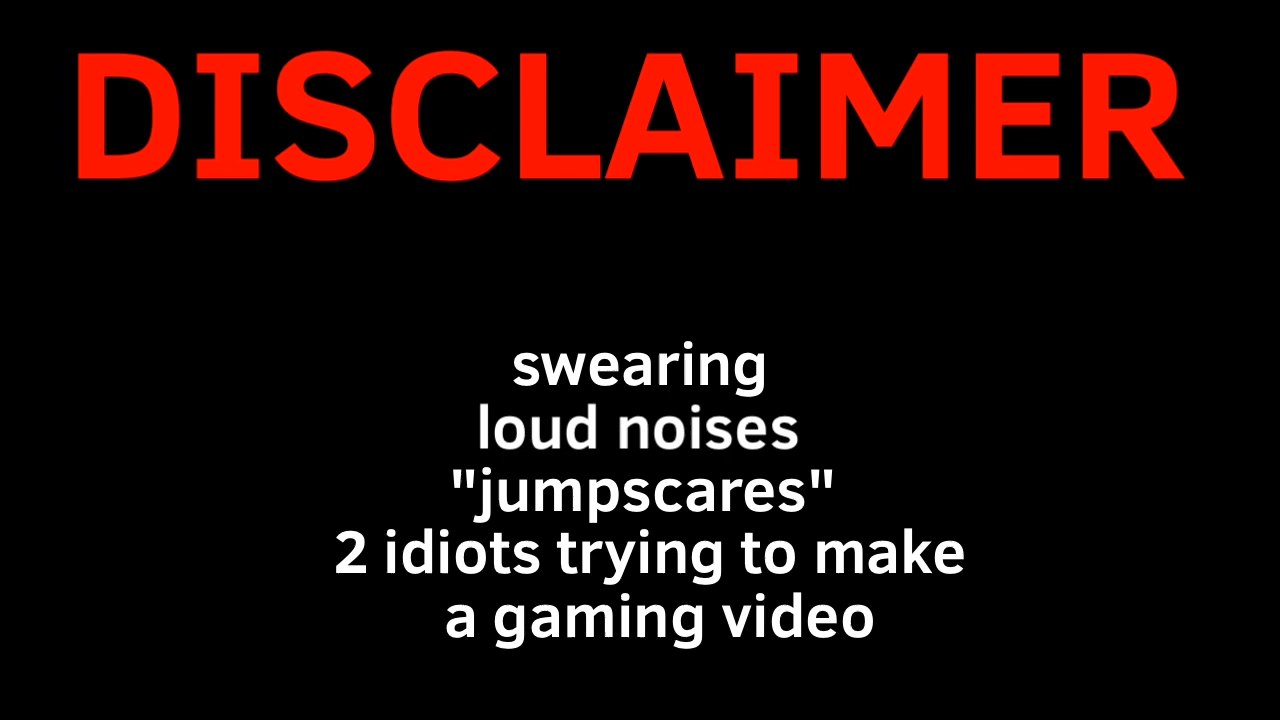 DISCLAIMER
swearing
loud noises
"jumpscares"
2 idiots trying to make
a gaming video